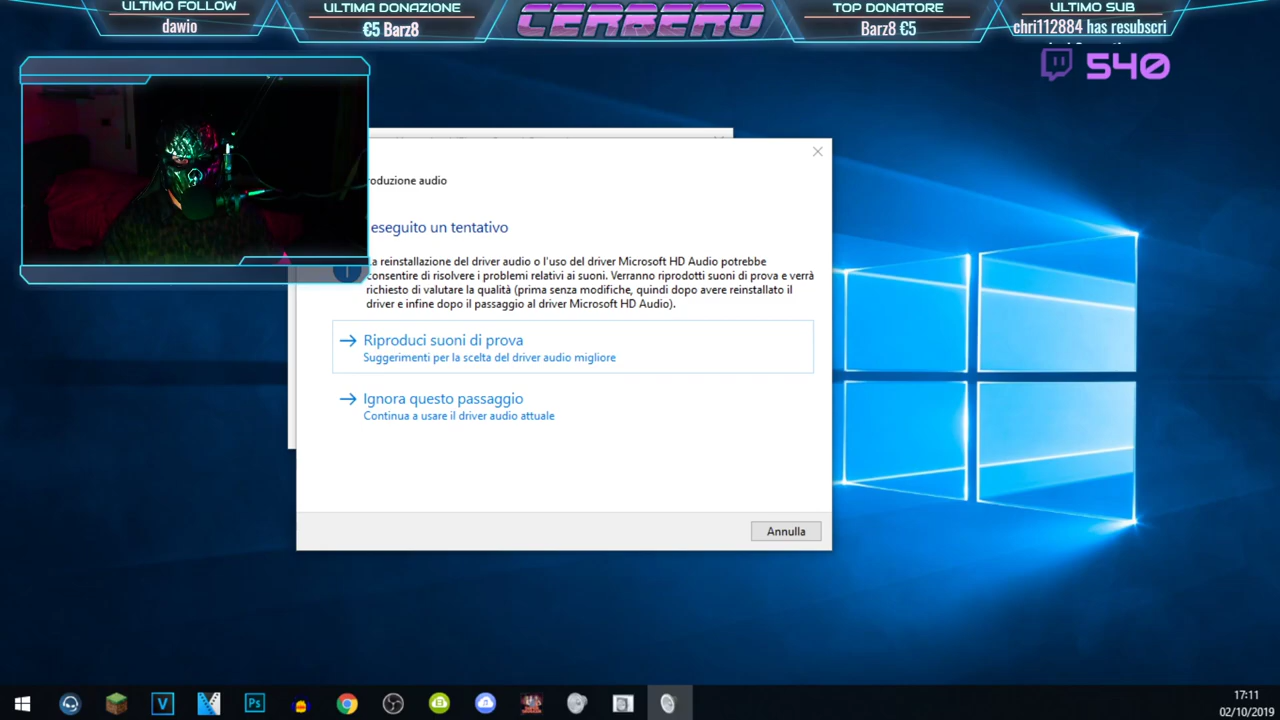 ULTIMO FOLLOW
dawio
ULTIMA DONAZIONE
€5 Barz8
CERBERO
TOP DONATORE
Barz8 €5
ULTIMO SUB
chri112884 has resubscri
540
roduzione audio
eseguito un tentativo
La reinstallazione del driver audio o l'uso del driver Microsoft HD Audio potrebbe
consentire di risolvere i problemi relativi ai suoni. Verranno riprodotti suoni di prova e verrà
richiesto di valutare la qualità (prima senza modifiche, quindi dopo avere reinstallato il
driver e infine dopo il passaggio al driver Microsoft HD Audio).
Riproduci suoni di prova
Suggerimenti per la scelta del driver audio migliore
Ignora questo passaggio
Continua a usare il driver audio attuale
Annulla
V
Ps
17:11
02/10/2019